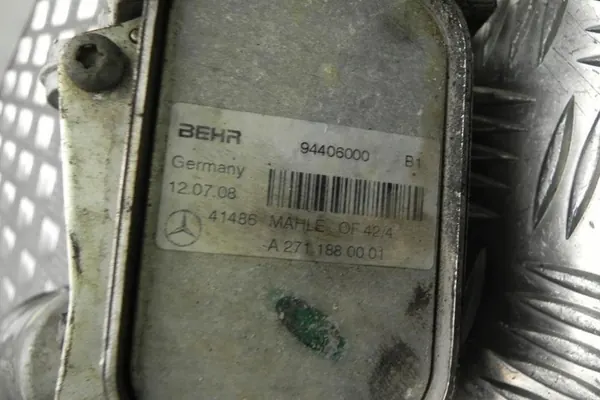 BEHR 94406000 B1
Germany
12.07.08
41486 MAHLE OF 42/4
A 271 188 00 01